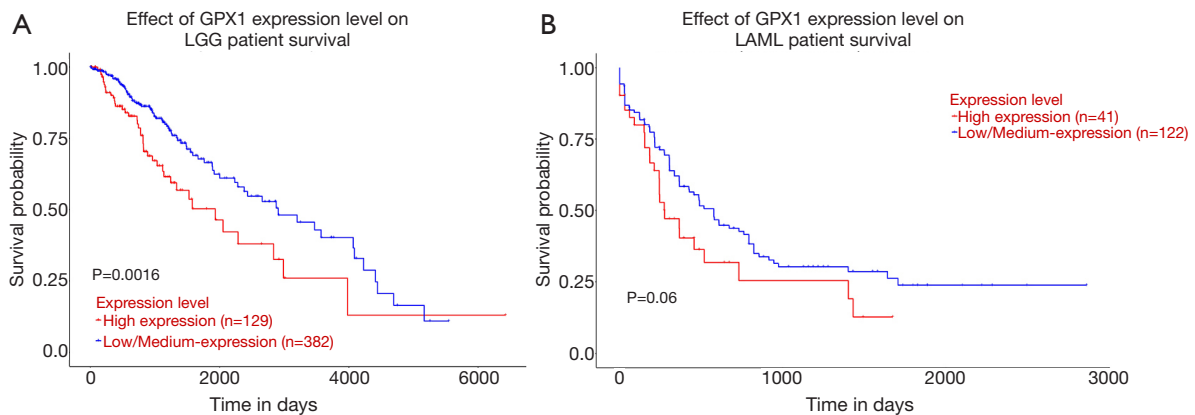 A
Effect of GPX1 expression level on
LGG patient survival
Survival probability
1.00
0.75
0.50
0.25
0.0
P=0.0016
Expression level
High expression (n=129)
Low/Medium-expression (n=382)
0
2000
4000
6000
Time in days
B
Effect of GPX1 expression level on
LAML patient survival
Survival probability
1.00
0.75
0.50
0.25
0.0
Expression level
High expression (n=41)
Low/Medium-expression (n=122)
P=0.06
0
1000
2000
3000
Time in days